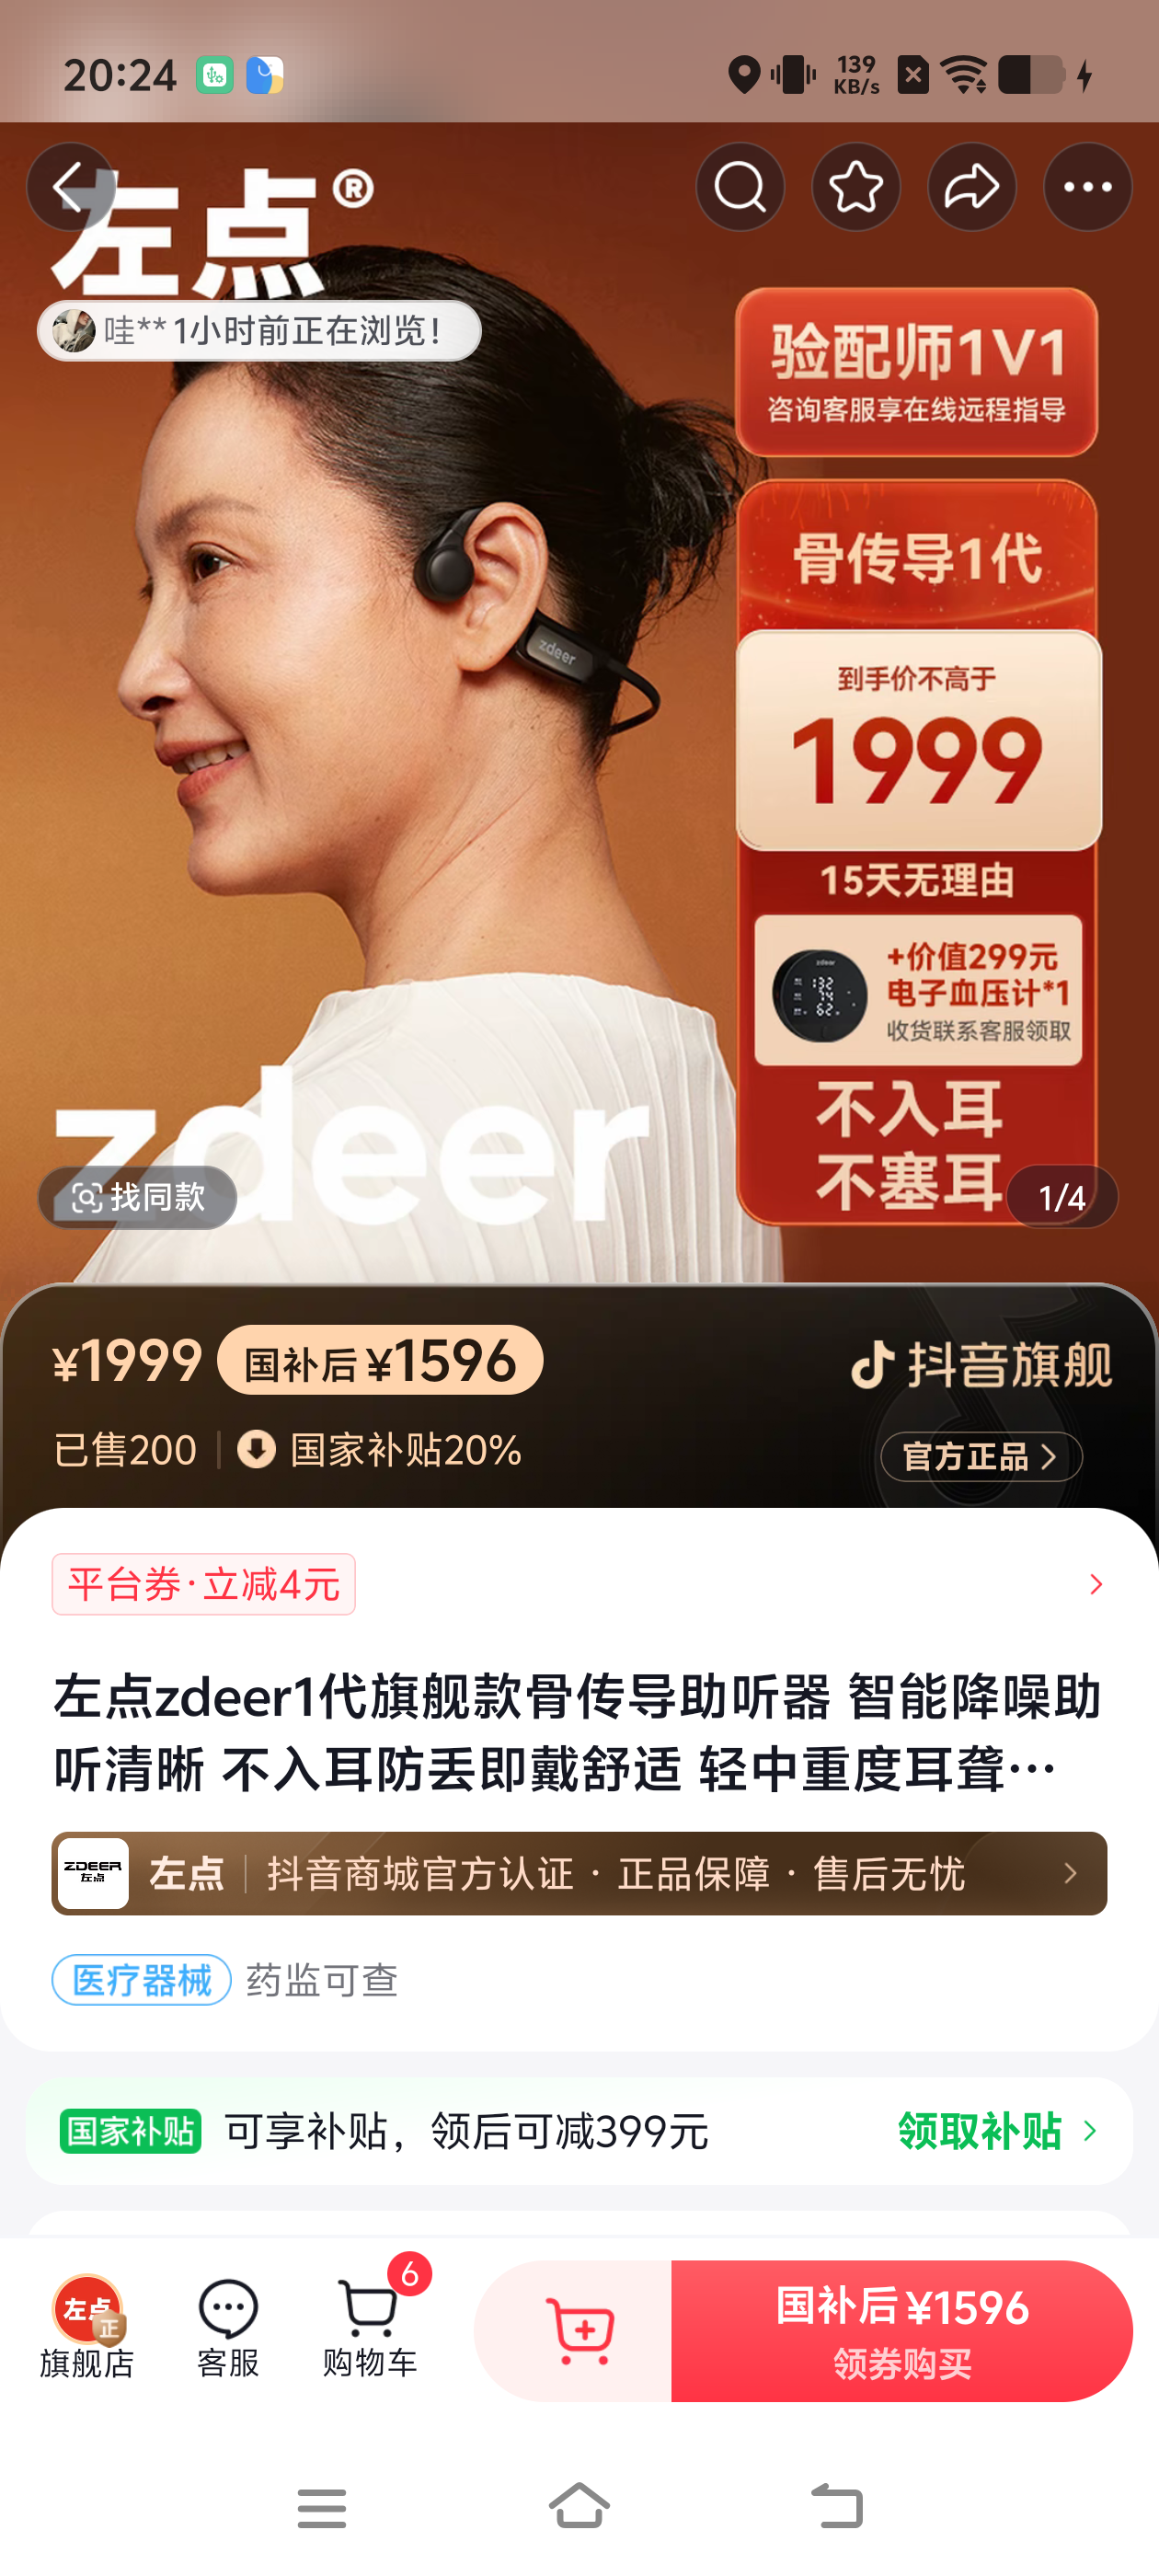 20:24
139
KB/s
左点®
哇** 1小时前正在浏览！
验配师1V1
咨询客服享在线远程指导
骨传导1代
zdeer
到手价不高于
1999
15天无理由
zdeer
132
74
62
+价值299元
电子血压计*1
收货联系客服领取
不入耳
不塞耳
zdeer
找同款
1/4
¥1999 国补后 ¥1596
抖音旗舰
已售200 国家补贴20%
官方正品
平台券·立减4元
左点zdeer1代旗舰款骨传导助听器 智能降噪助
听清晰 不入耳防丢即戴舒适 轻中重度耳聋…
ZDEER
左点
左点 抖音商城官方认证 · 正品保障 · 售后无忧
医疗器械 药监可查
国家补贴 可享补贴，领后可减399元 领取补贴
左点
正
旗舰店
客服
6
购物车
国补后 ¥1596
领券购买